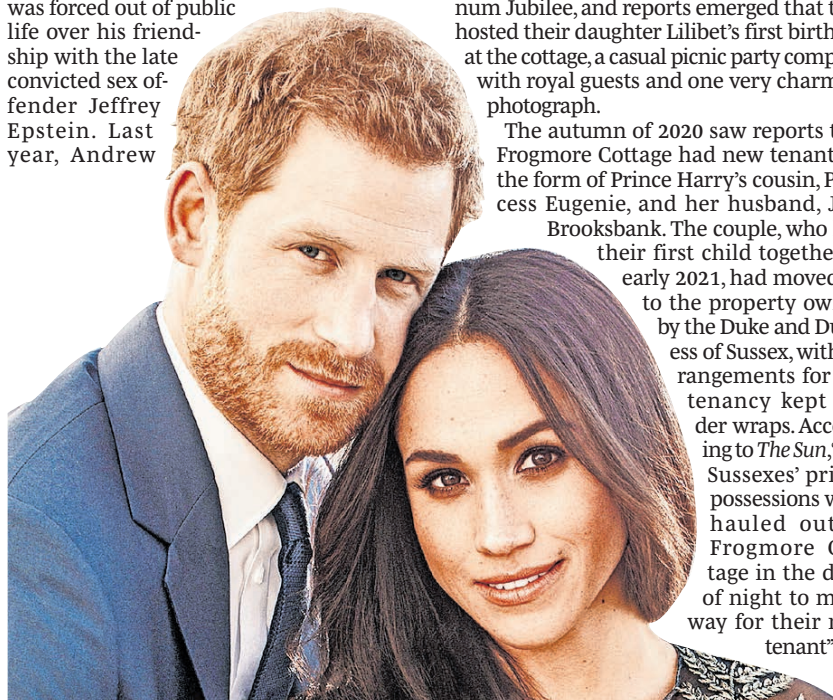 was forced out of public
life over his friend-
ship with the late
convicted sex of-
fender Jeffrey
Epstein. Last
year, Andrew
num Jubilee, and reports emerged that
hosted their daughter Lilibet's first birth
at the cottage, a casual picnic party comp
with royal guests and one very charm
photograph.
The autumn of 2020 saw reports
Frogmore Cottage had new tenant
the form of Prince Harry's cousin, P
cess Eugenie, and her husband, J
Brooksbank. The couple, who
their first child togethe
early 2021, had moved
to the property ow
by the Duke and Du
ess of Sussex, with
rangements for
tenancy kept
der wraps. Acco
ing to The Sun, "
Sussexes' pri
possessions w
hauled out
Frogmore C
tage in the d
of night to m
way for their
tenant"